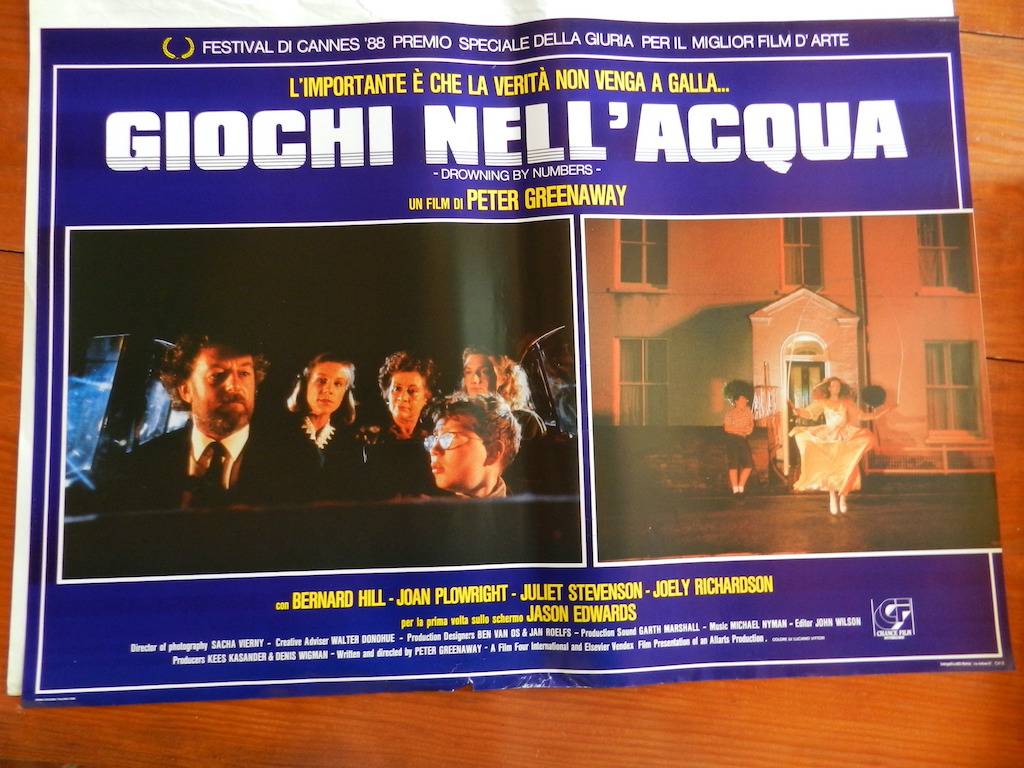 FESTIVAL DI CANNES '88 PREMIO SPECIALE DELLA GIURIA PER IL MIGLIOR FILM D'ARTE
L'IMPORTANTE È CHE LA VERITÀ NON VENGA A GALLA...
GIOCHI NELL'ACQUA
- DROWNING BY NUMBERS -
UN FILM DI PETER GREENAWAY
con BERNARD HILL - JOAN PLOWRIGHT - JULIET STEVENSON - JOELY RICHARDSON
per la prima volta sullo schermo JASON EDWARDS
Director of photography SACHA VIERNY - Creative Adviser WALTER DONOHUE - Production Designers BEN VAN OS & JAN ROELFS - Production Sound GARTH MARSHALL - Music MICHAEL NYMAN - Editor JOHN WILSON
Producers KEES KASANDER & DENIS WIGMAN - Written and directed by PETER GREENAWAY - A Film Four International and Elsevier Vendex Film Presentation of an Allarts Production . COLORE DI LUCIANO VITTORI
CHANCE FILM